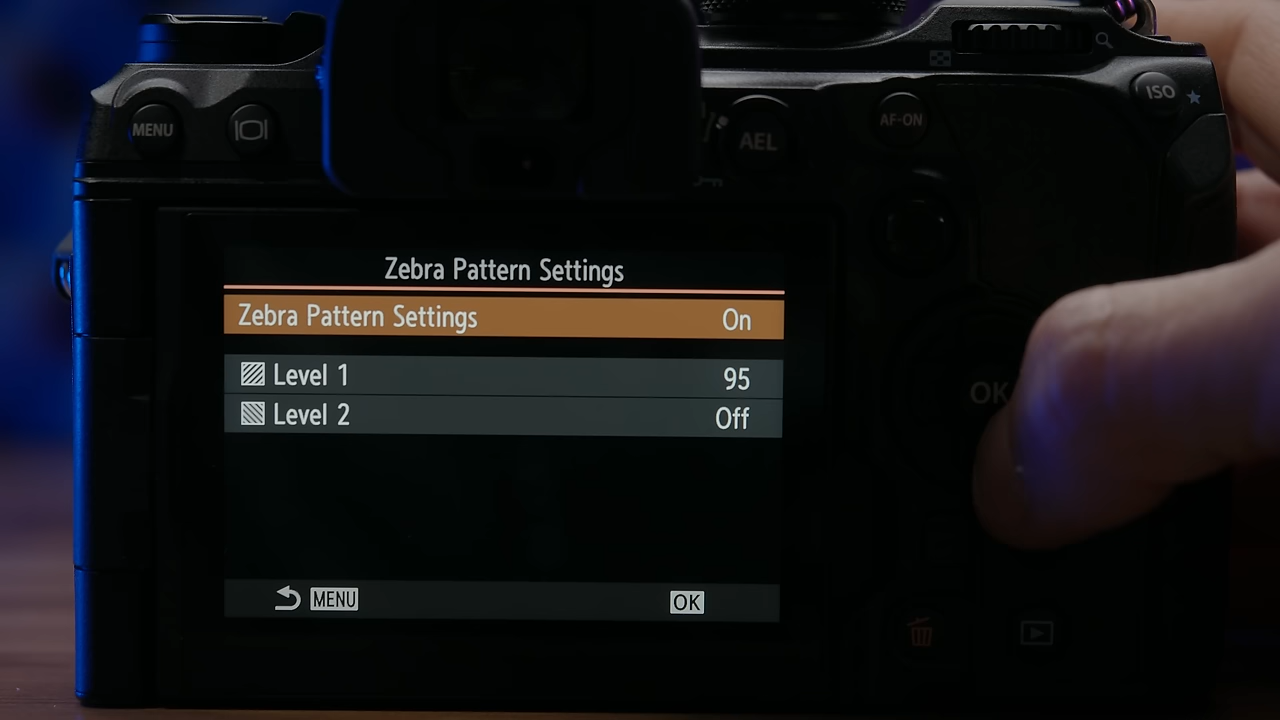 MENU
AEL
AF-ON
ISO
Zebra Pattern Settings
Zebra Pattern Settings On
Level 1 95
Level 2 Off
OK
MENU OK